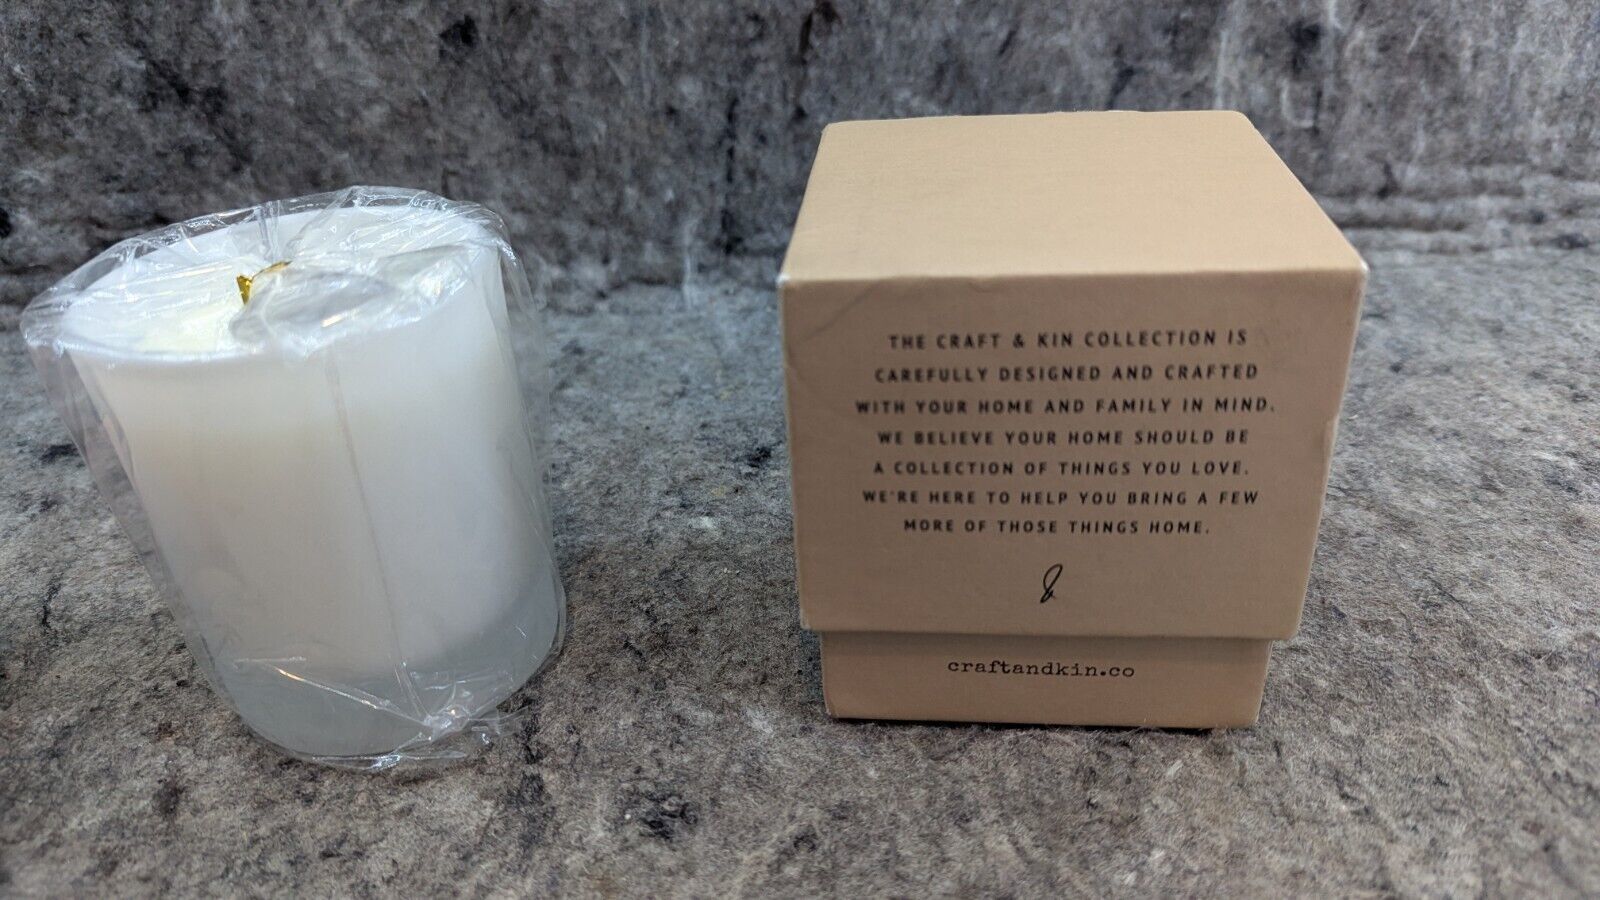 THE CRAFT & KIN COLLECTION IS
CAREFULLY DESIGNED AND CRAFTED
WITH YOUR HOME AND FAMILY IN MIND.
WE BELIEVE YOUR HOME SHOULD BE
A COLLECTION OF THINGS YOU LOVE.
WE'RE HERE TO HELP YOU BRING A FEW
MORE OF THOSE THINGS HOME.
&
craftandkin.co